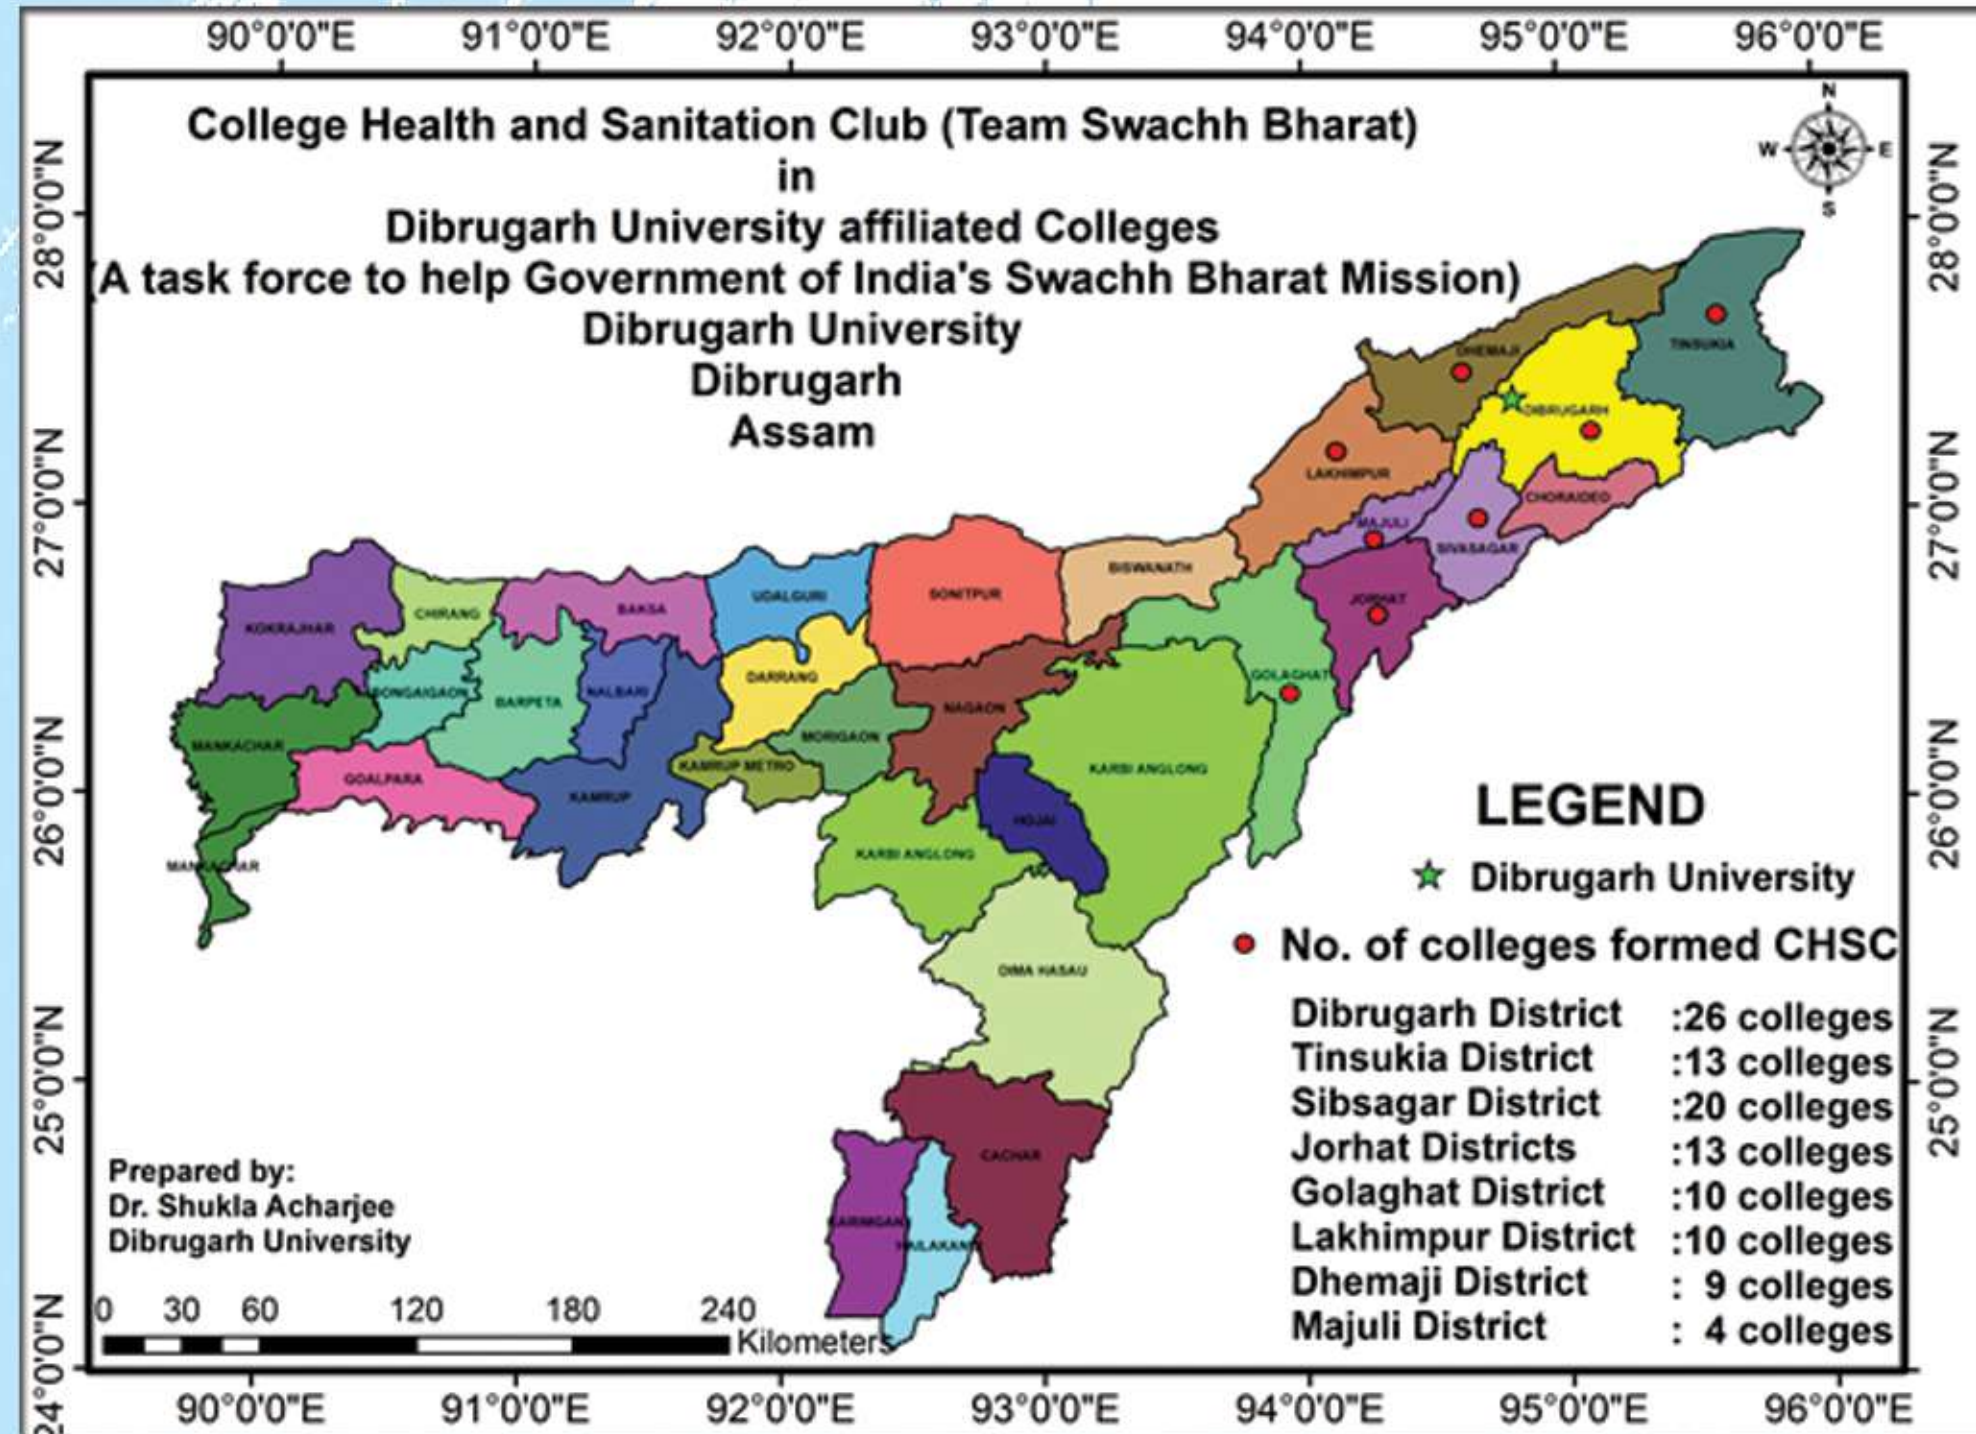 90°0'0"E 91°0'0"E 92°0'0"E 93°0'0"E 94°0'0"E 95°0'0"E 96°0'0"E
College Health and Sanitation Club (Team Swachh Bharat)
in
Dibrugarh University affiliated Colleges
(A task force to help Government of India's Swachh Bharat Mission)
Dibrugarh University
Dibrugarh
Assam
N
W E
S
28°0'0"N
27°0'0"N
26°0'0"N
25°0'0"N
24°0'0"N
28°0'0"N
27°0'0"N
26°0'0"N
25°0'0"N
TINSUKIA
DHEMAJI
DIBRUGARH
LAKHIMPUR
CHORAIDEO
MAJULI
SIVASAGAR
JORHAT
BISWANATH
SONITPUR
UDALGURI
BAKSA
CHIRANG
KOKRAJHAR
GOLAGHAT
DARRANG
NALBARI
BARPETA
BONGAIGAON
NAGAON
MORIGAON
MANKACHAR
GOALPARA
KAMRUP METRO
KAMRUP
KARBI ANGLONG
HOJAI
KARBI ANGLONG
MANKACHAR
DIMA HASAU
CACHAR
KARIMGANJ
HAILAKANDI
LEGEND
Dibrugarh University
No. of colleges formed CHSC
Dibrugarh District :26 colleges
Tinsukia District :13 colleges
Sibsagar District :20 colleges
Jorhat Districts :13 colleges
Golaghat District :10 colleges
Lakhimpur District :10 colleges
Dhemaji District : 9 colleges
Majuli District : 4 colleges
Prepared by:
Dr. Shukla Acharjee
Dibrugarh University
0 30 60 120 180 240
Kilometers
90°0'0"E 91°0'0"E 92°0'0"E 93°0'0"E 94°0'0"E 95°0'0"E 96°0'0"E